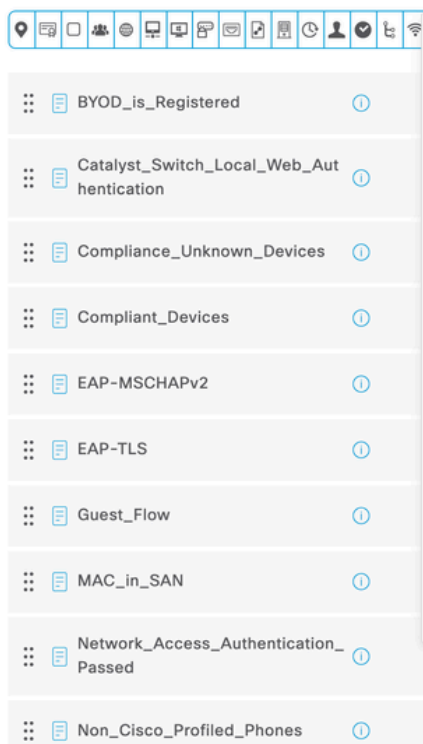 BYOD_is_Registered
Catalyst_Switch_Local_Web_Aut
hentication
Compliance_Unknown_Devices
Compliant_Devices
EAP-MSCHAPv2
EAP-TLS
Guest_Flow
MAC_in_SAN
Network_Access_Authentication_
Passed
Non_Cisco_Profiled_Phones